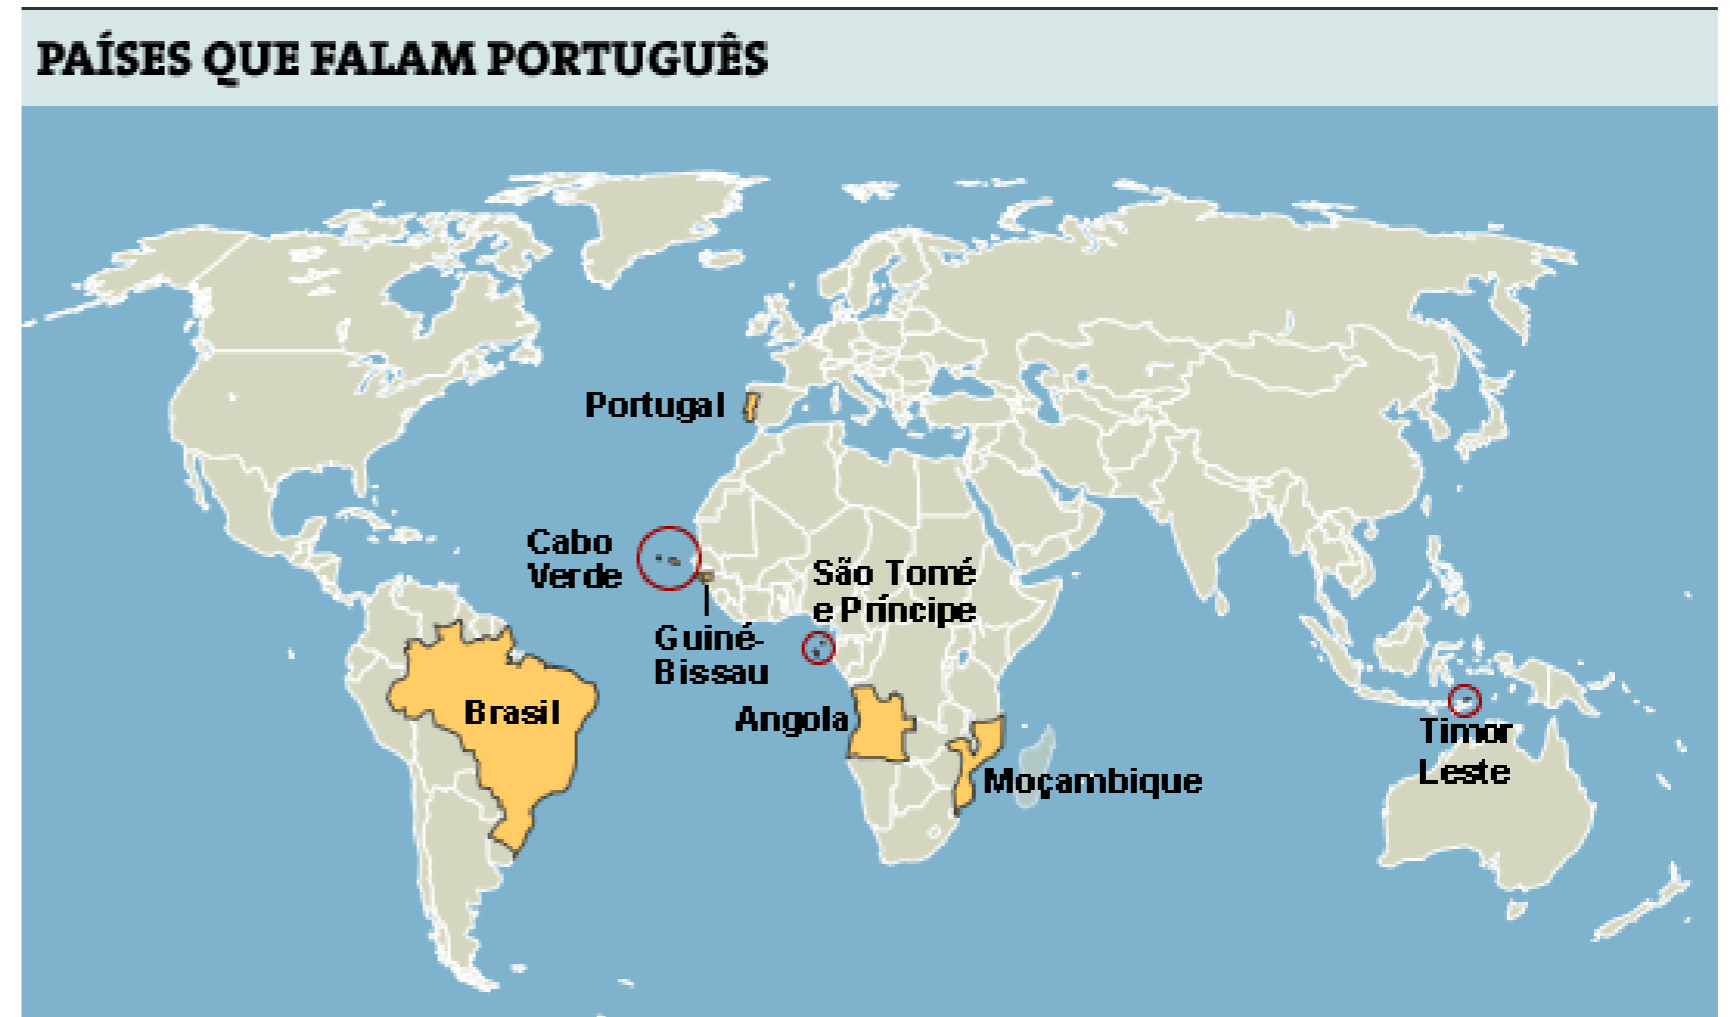 PAÍSES QUE FALAM PORTUGUÊS
Portugal
Cabo
Verde
São Tomé
e Príncipe
Guiné-
Bissau
Brasil
Angola
Moçambique
Timor
Leste